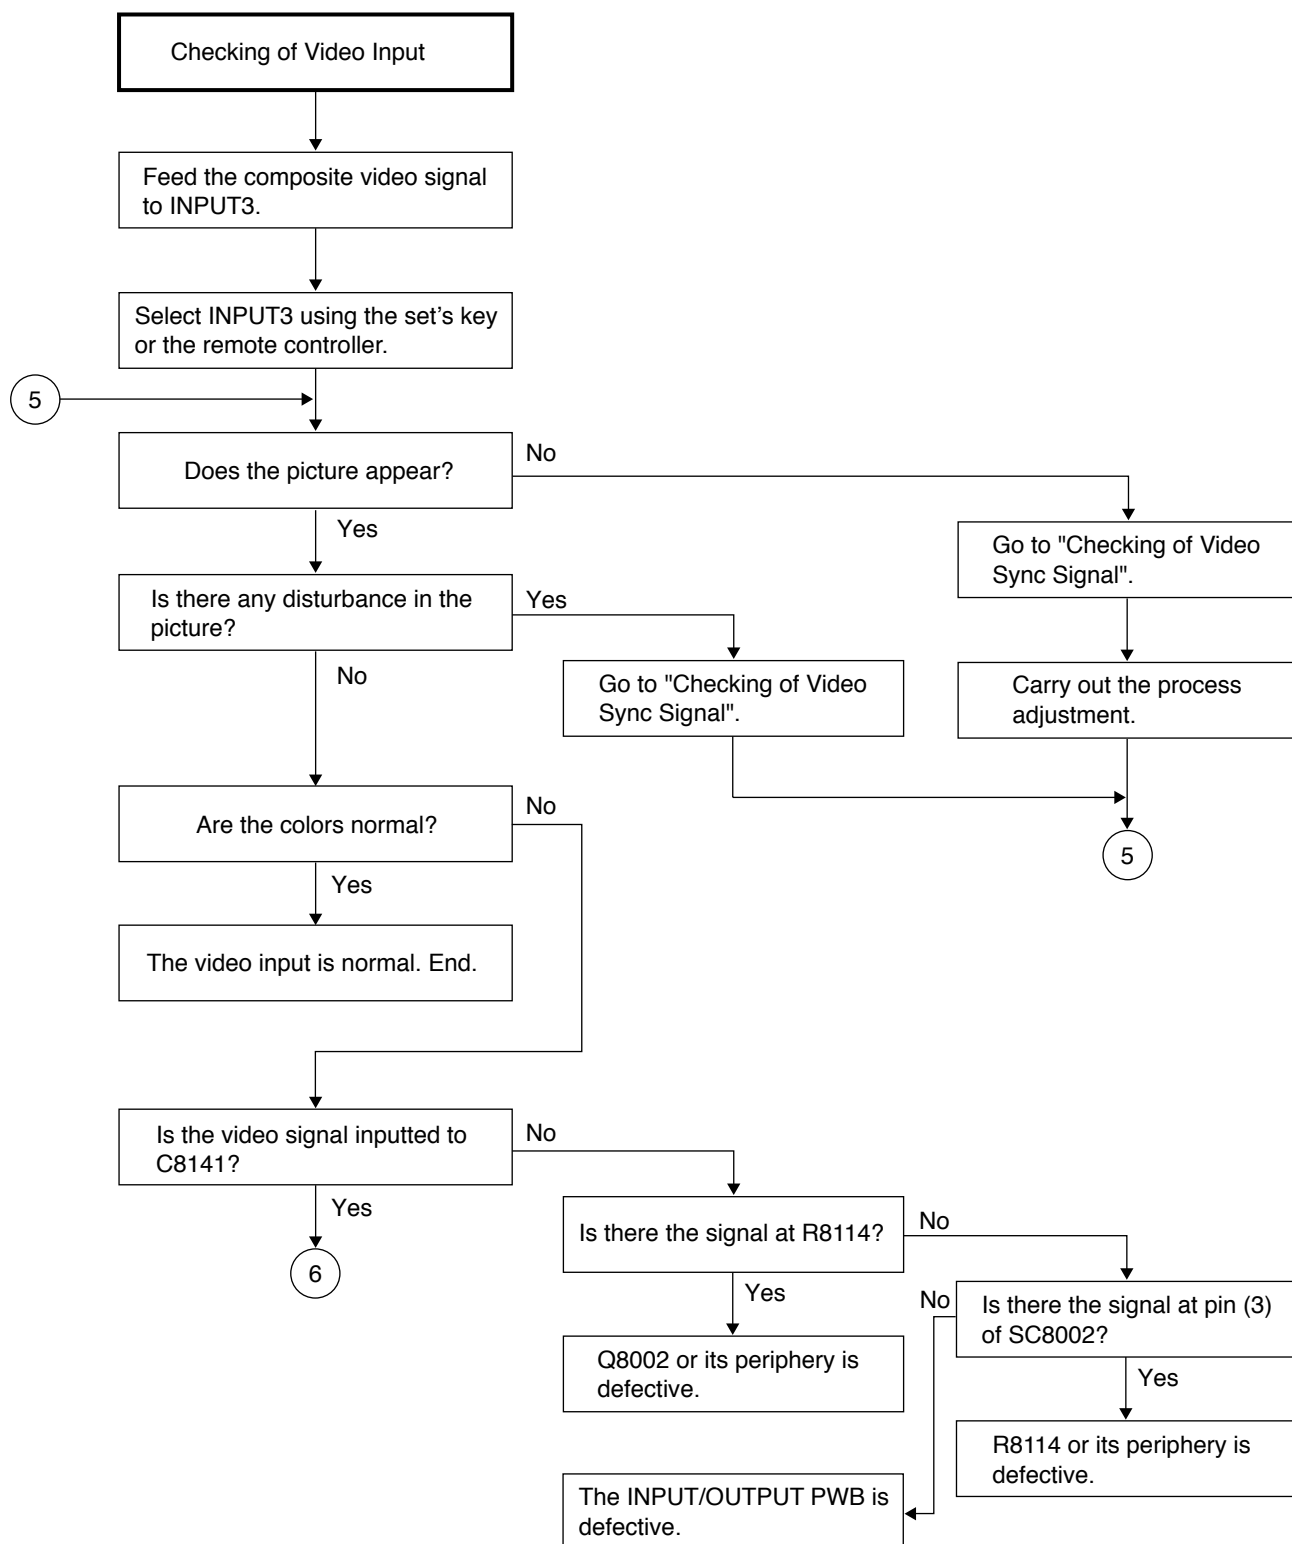 Checking of Video Input
Feed the composite video signal
to INPUT3.
Select INPUT3 using the set’s key
or the remote controller.
5
Does the picture appear?
No
Yes
Go to "Checking of Video
Sync Signal".
Is there any disturbance in the
picture?
Yes
No
Go to "Checking of Video
Sync Signal".
Carry out the process
adjustment.
Are the colors normal?
No
Yes
5
The video input is normal. End.
Is the video signal inputted to
C8141?
No
Yes
6
Is there the signal at R8114?
No
Yes
Is there the signal at pin (3)
of SC8002?
No
Yes
Q8002 or its periphery is
defective.
R8114 or its periphery is
defective.
The INPUT/OUTPUT PWB is
defective.